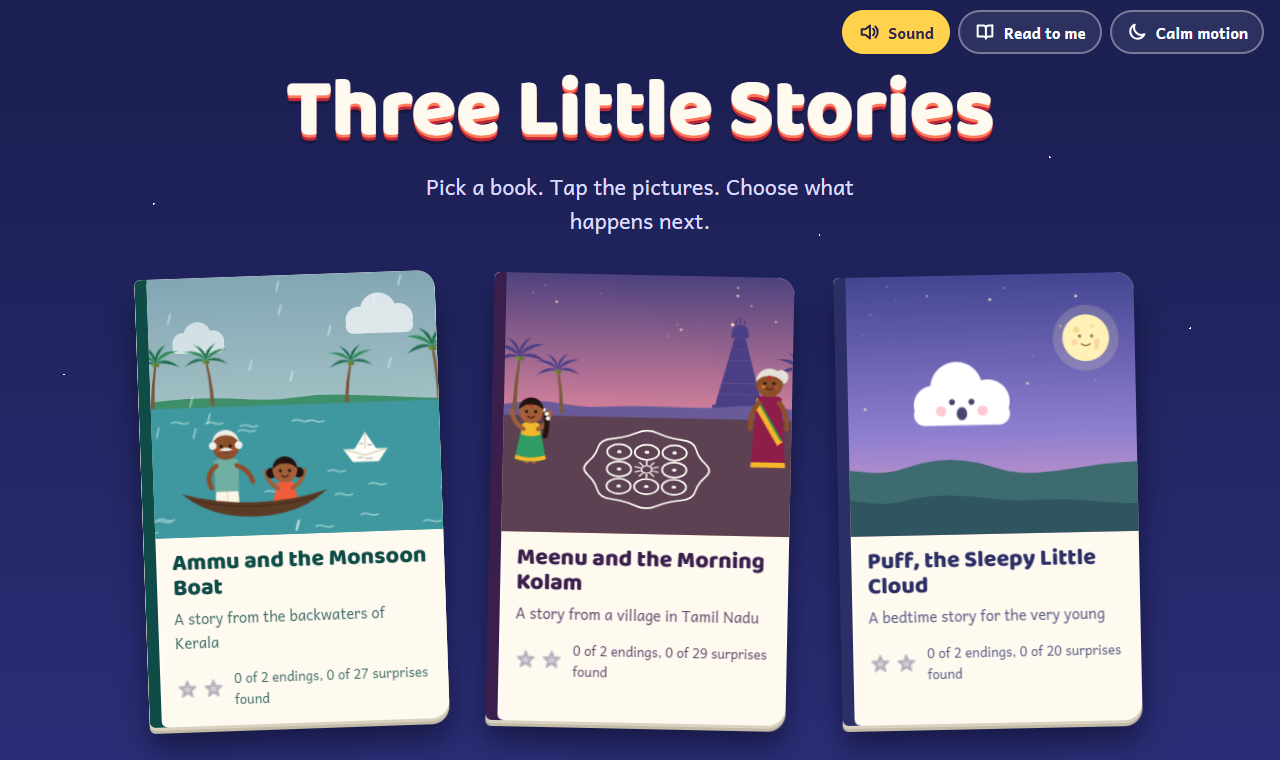 Sound
Read to me
Calm motion
Three Little Stories
Pick a book. Tap the pictures. Choose what
happens next.
Ammu and the Monsoon
Boat
A story from the backwaters of
Kerala
0 of 2 endings, 0 of 27 surprises
found
Meenu and the Morning
Kolam
A story from a village in Tamil Nadu
0 of 2 endings, 0 of 29 surprises
found
Puff, the Sleepy Little
Cloud
A bedtime story for the very young
0 of 2 endings, 0 of 20 surprises
found